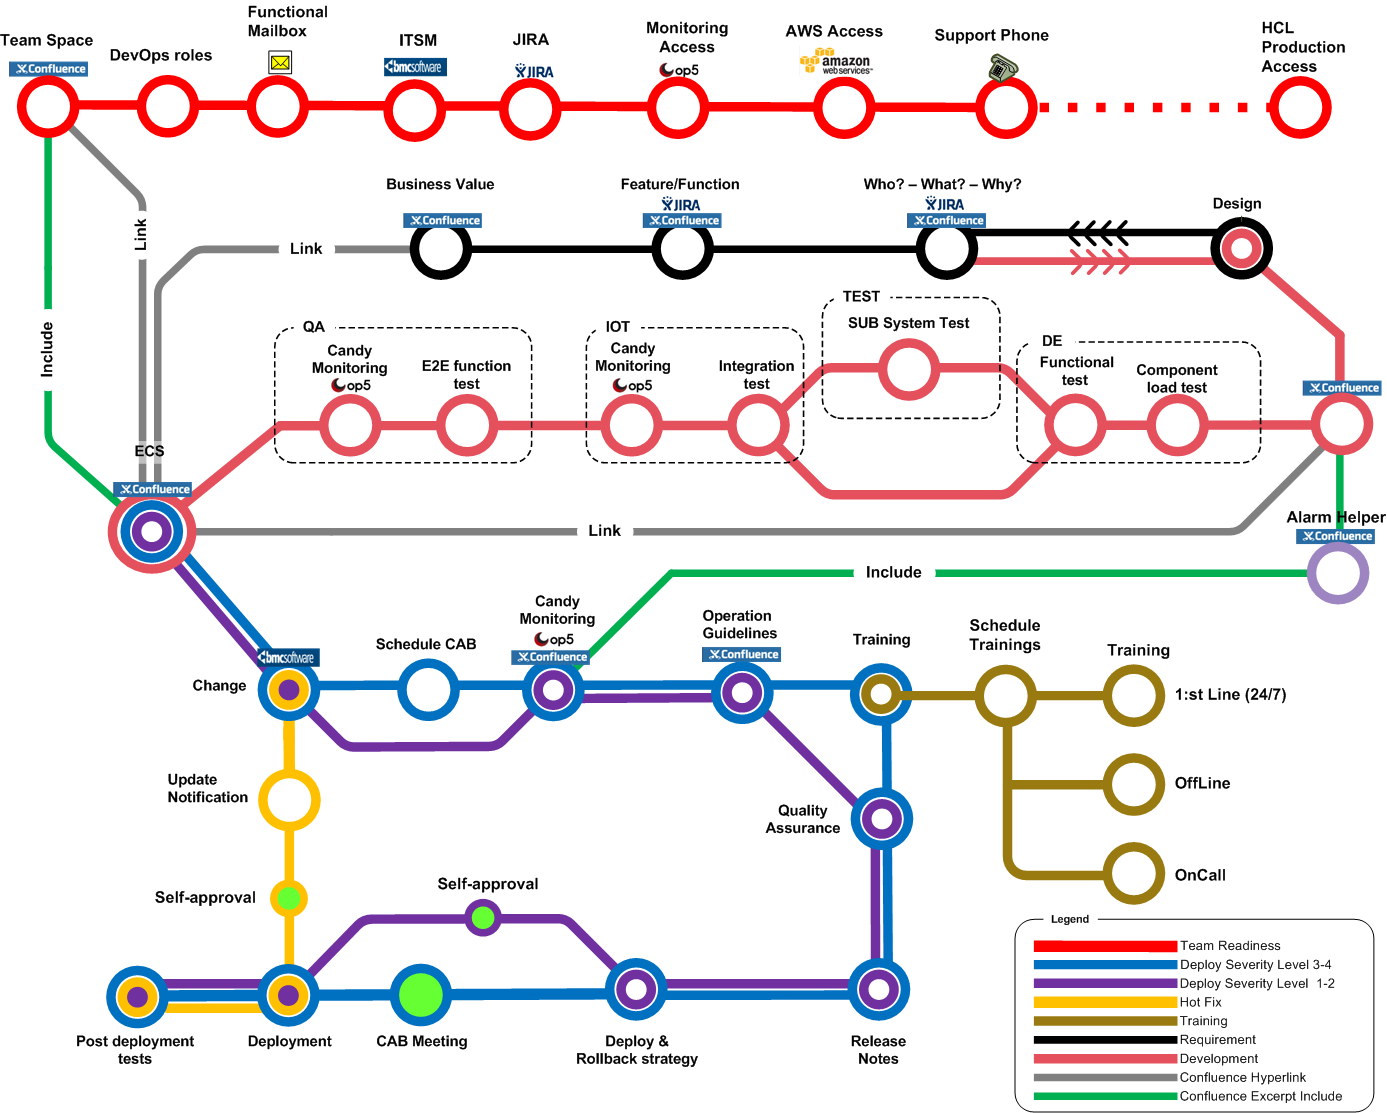 Team Space
Confluence
DevOps roles
Functional
Mailbox
ITSM
bmcsoftware
JIRA
JIRA
Monitoring
Access
op5
AWS Access
amazon
webservices™
Support Phone
HCL
Production
Access
Link
Include
Link
Business Value
Confluence
Feature/Function
JIRA
Confluence
Who? – What? – Why?
JIRA
Confluence
Design
QA
Candy
Monitoring
op5
E2E function
test
IOT
Candy
Monitoring
op5
Integration
test
TEST
SUB System Test
DE
Functional
test
Component
load test
Confluence
ECS
Confluence
Link
Alarm Helper
Confluence
Include
bmcsoftware
Change
Schedule CAB
Candy
Monitoring
op5
Confluence
Operation
Guidelines
Confluence
Training
Schedule
Trainings
Training
1:st Line (24/7)
OffLine
OnCall
Update
Notification
Quality
Assurance
Self-approval
Self-approval
Post deployment
tests
Deployment
CAB Meeting
Deploy &
Rollback strategy
Release
Notes
Legend
Team Readiness
Deploy Severity Level 3-4
Deploy Severity Level 1-2
Hot Fix
Training
Requirement
Development
Confluence Hyperlink
Confluence Excerpt Include